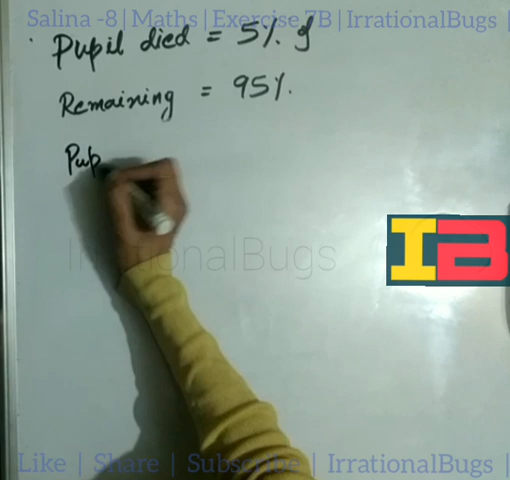 Salina -8 | Maths | Exercise 7B | IrrationalBugs |
Pupil died = 5%. of
Remaining = 95%.
Pup
IrrationalBugs
IB
Like | Share | Subscribe | IrrationalBugs |